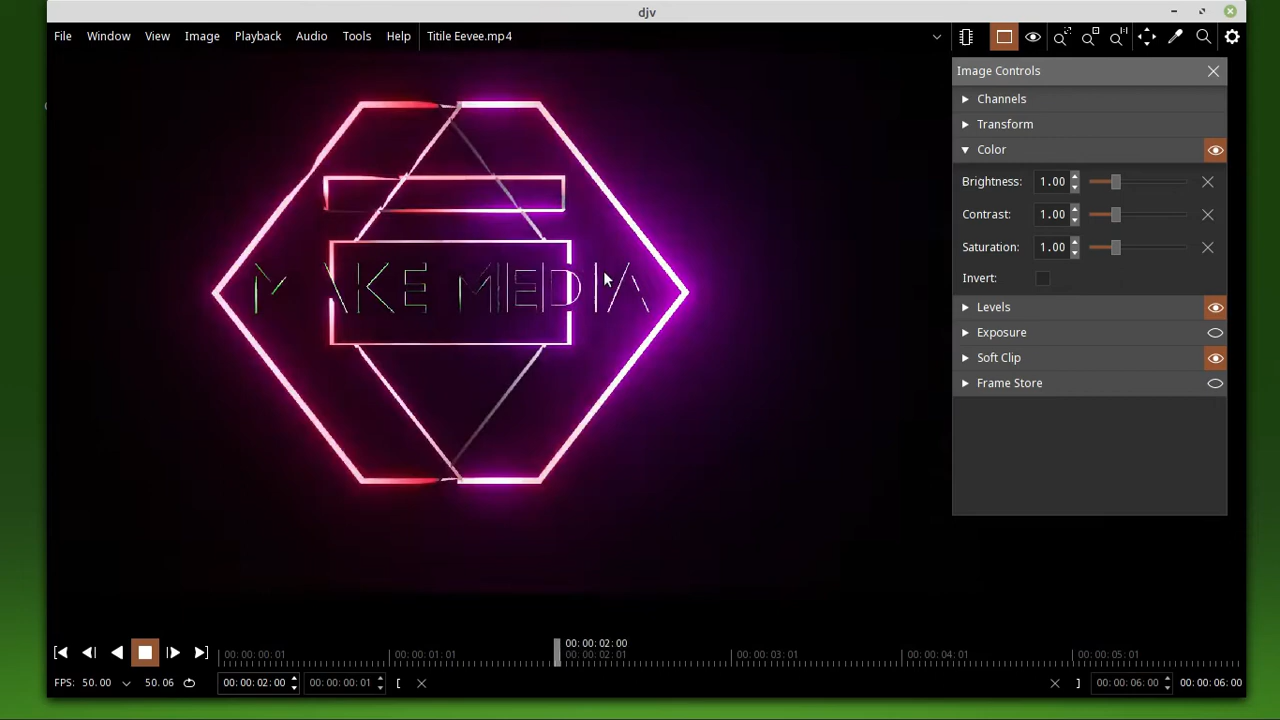 djv
File Window View Image Playback Audio Tools Help Titile Eevee.mp4
Image Controls
Channels
Transform
Color
Brightness: 1.00
Contrast: 1.00
Saturation: 1.00
Invert:
Levels
Exposure
Soft Clip
Frame Store
MAKE MEDIA
00:00:02:00
00:00:00:01 00:00:01:01 00:00:02:01 00:00:03:01 00:00:04:01 00:00:05:01
FPS: 50.00 50.06 00:00:02:00 00:00:00:01 [ ] 00:00:06:00 00:00:06:00